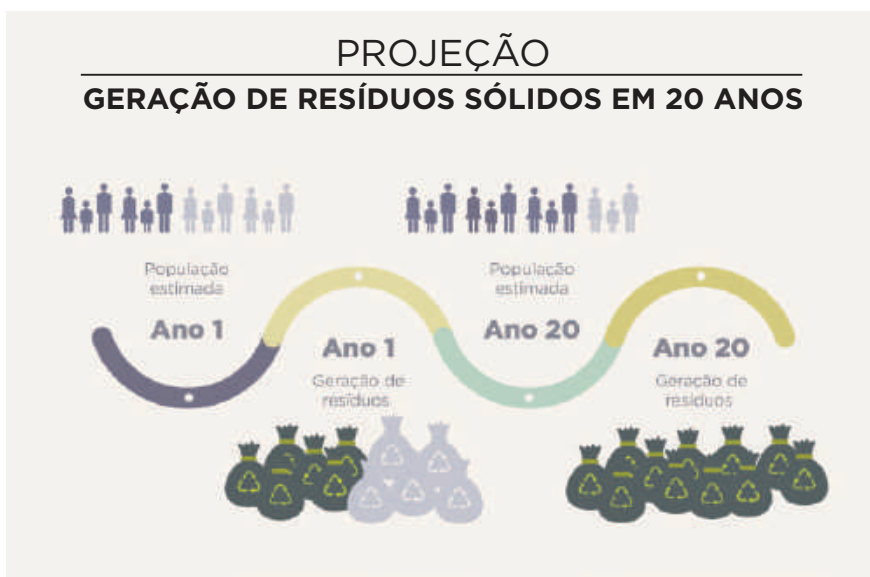 PROJEÇÃO
GERAÇÃO DE RESÍDUOS SÓLIDOS EM 20 ANOS
População
estimada
Ano 1
Ano 1
Geração de
resíduos
População
estimada
Ano 20
Ano 20
Geração de
resíduos